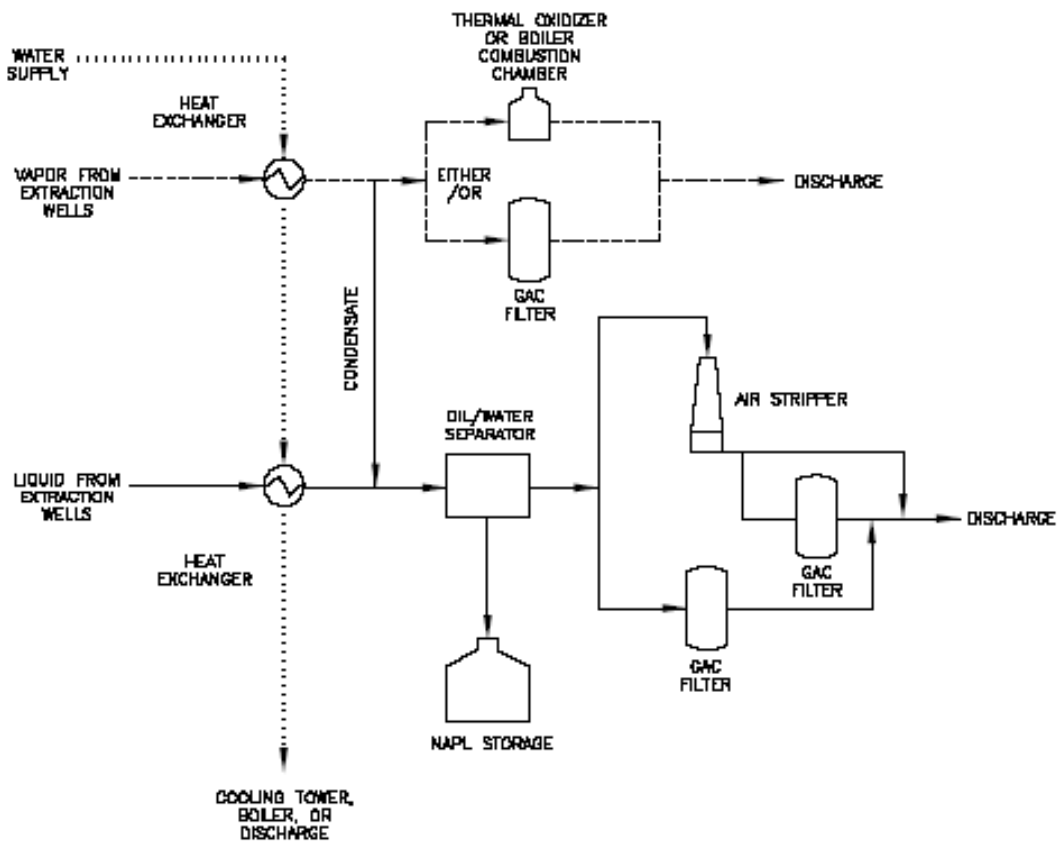 THERMAL OXIDIZER
OR BOILER
COMBUSTION
CHAMBER
WATER
SUPPLY
HEAT
EXCHANGER
VAPOR FROM
EXTRACTION
WELLS
EITHER
/OR
DISCHARGE
GAC
FILTER
CONDENSATE
AIR STRIPPER
OIL/WATER
SEPARATOR
LIQUID FROM
EXTRACTION
WELLS
DISCHARGE
HEAT
EXCHANGER
GAC
FILTER
GAC
FILTER
NAPL STORAGE
COOLING TOWER,
BOILER, OR
DISCHARGE